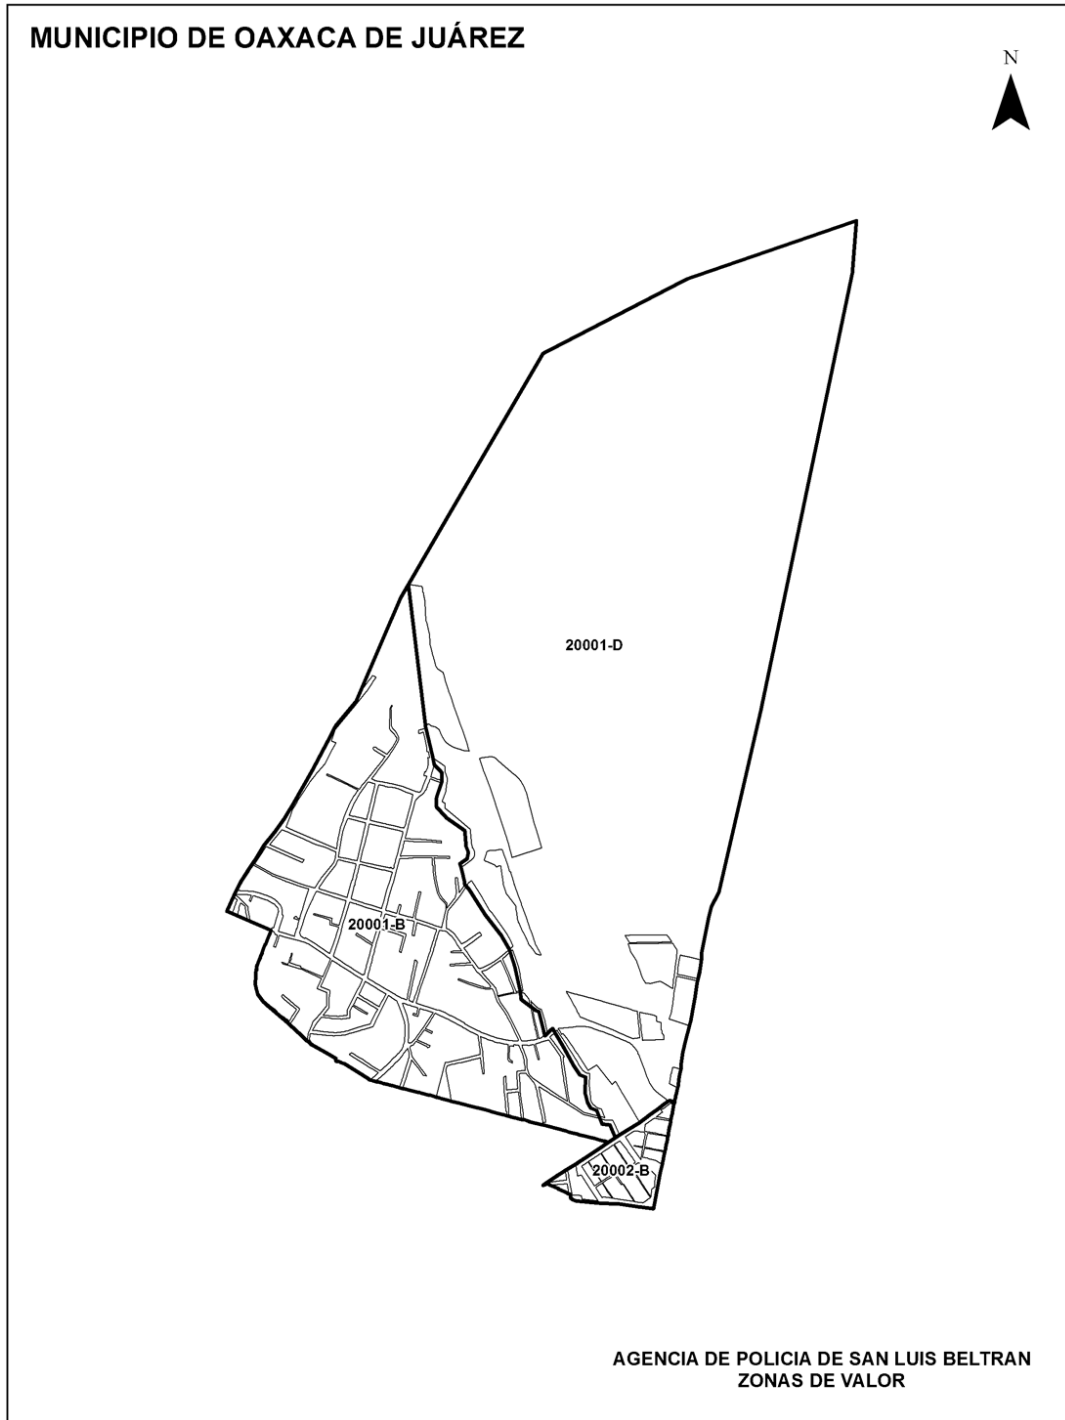 MUNICIPIO DE OAXACA DE JUÁREZ
N
20001-D
20001-B
20002-B
AGENCIA DE POLICIA DE SAN LUIS BELTRAN
ZONAS DE VALOR